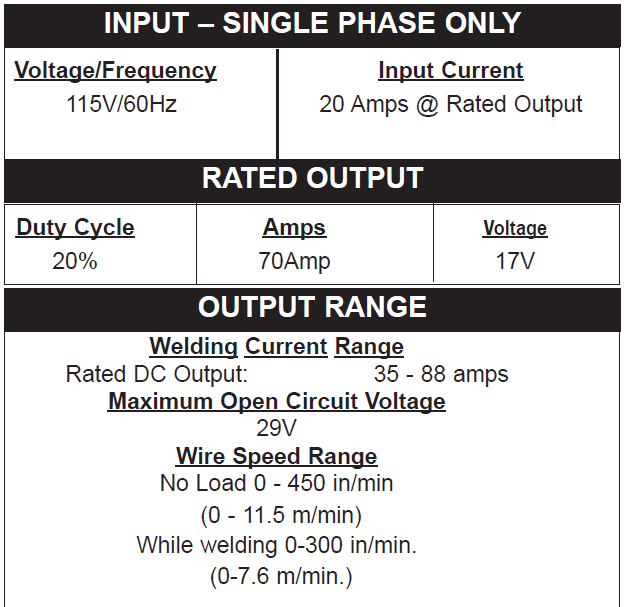 INPUT – SINGLE PHASE ONLY
Voltage/Frequency Input Current
115V/60Hz 20 Amps @ Rated Output
RATED OUTPUT
Duty Cycle Amps Voltage
20% 70Amp 17V
OUTPUT RANGE
Welding Current Range
Rated DC Output: 35 - 88 amps
Maximum Open Circuit Voltage
29V
Wire Speed Range
No Load 0 - 450 in/min
(0 - 11.5 m/min)
While welding 0-300 in/min.
(0-7.6 m/min.)